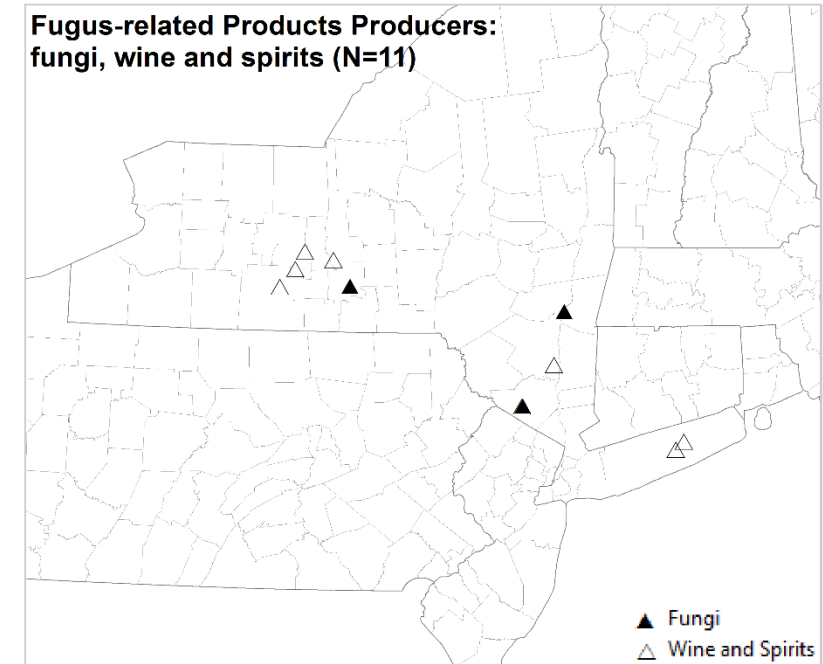 Fugus-related Products Producers:
fungi, wine and spirits (N=11)
Fungi
Wine and Spirits